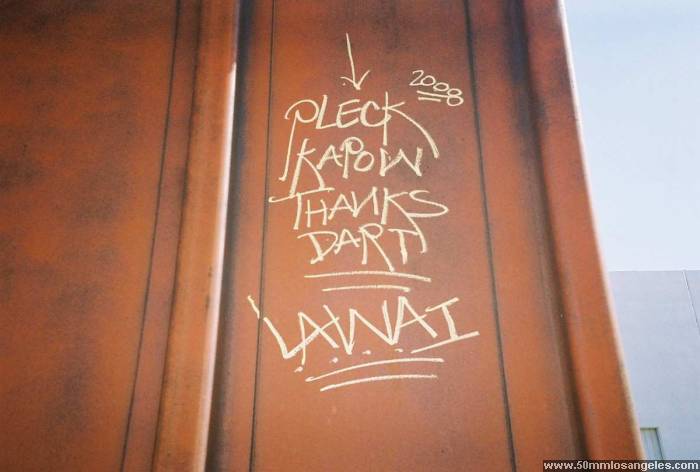 2008
PLECK
KAPOW
THANKS
DART
LAWAI
www.50mmlosangeles.com